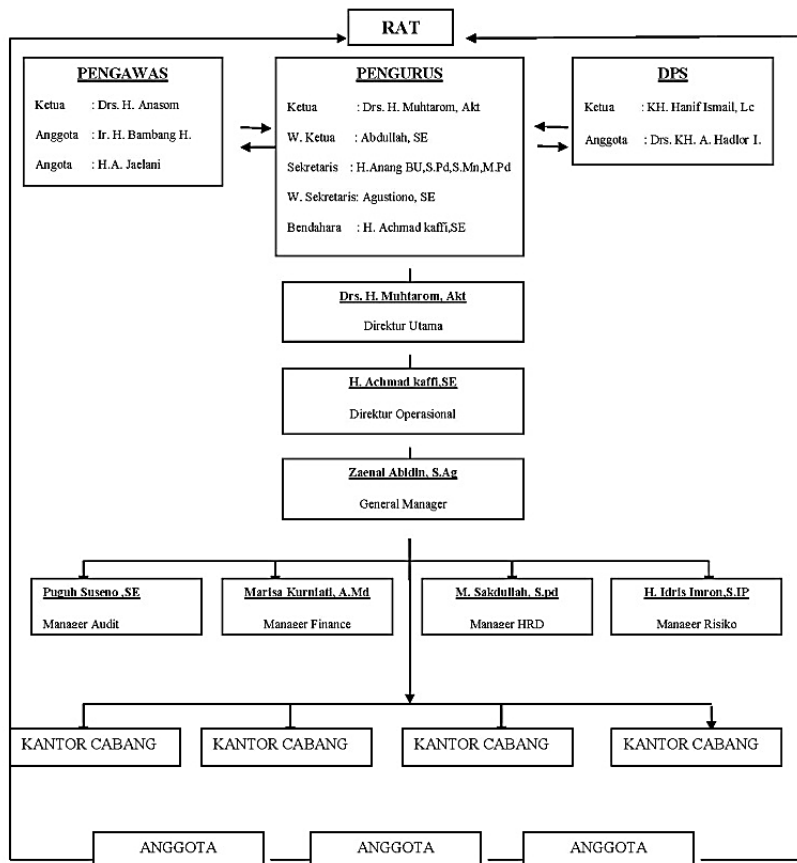 RAT
PENGAWAS
Ketua : Drs. H. Anasom
Anggota : Ir. H. Bambang H.
Angota : H.A. Jaelani
PENGURUS
Ketua : Drs. H. Muhtarom, Akt
W. Ketua : Abdullah, SE
Sekretaris : H.Anang BU,S.Pd,S.Mn,M.Pd
W. Sekretaris: Agustiono, SE
Bendahara : H. Achmad kaffi,SE
DPS
Ketua : KH. Hanif Ismail, Lc
Anggota : Drs. KH. A. Hadlor I.
Drs. H. Muhtarom, Akt
Direktur Utama
H. Achmad kaffi,SE
Direktur Operasional
Zaenal Abidin, S.Ag
General Manager
Puguh Suseno ,SE
Manager Audit
Marisa Kurniati, A.Md
Manager Finance
M. Sakdullah, S.pd
Manager HRD
H. Idris Imron,S.IP
Manager Risiko
KANTOR CABANG
KANTOR CABANG
KANTOR CABANG
KANTOR CABANG
ANGGOTA
ANGGOTA
ANGGOTA